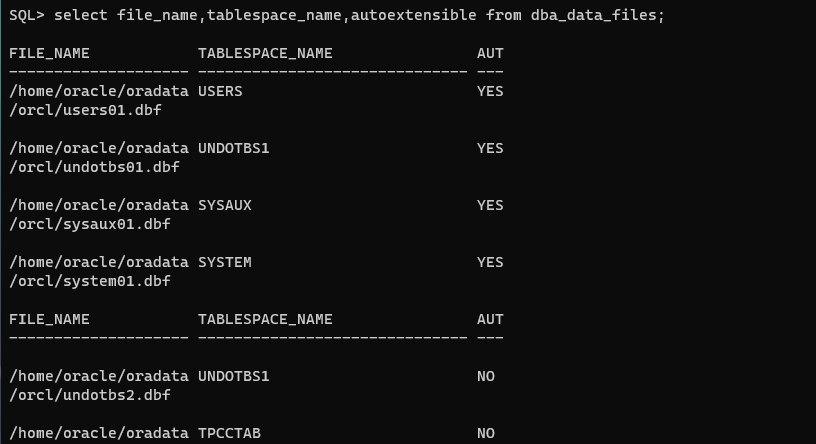 SQL> select file_name,tablespace_name,autoextensible from dba_data_files;
FILE_NAME TABLESPACE_NAME AUT
-------------------- ------------------------------ ---
/home/oracle/oradata USERS YES
/orcl/users01.dbf
/home/oracle/oradata UNDOTBS1 YES
/orcl/undotbs01.dbf
/home/oracle/oradata SYSAUX YES
/orcl/sysaux01.dbf
/home/oracle/oradata SYSTEM YES
/orcl/system01.dbf
FILE_NAME TABLESPACE_NAME AUT
-------------------- ------------------------------ ---
/home/oracle/oradata UNDOTBS1 NO
/orcl/undotbs2.dbf
/home/oracle/oradata TPCCTAB NO